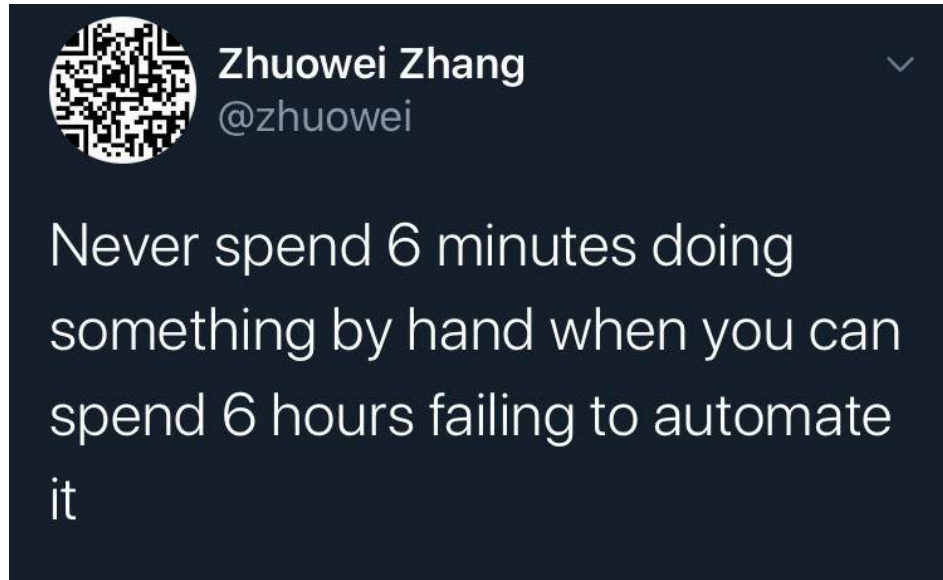 Zhuowei Zhang
@zhuowei
Never spend 6 minutes doing
something by hand when you can
spend 6 hours failing to automate
it